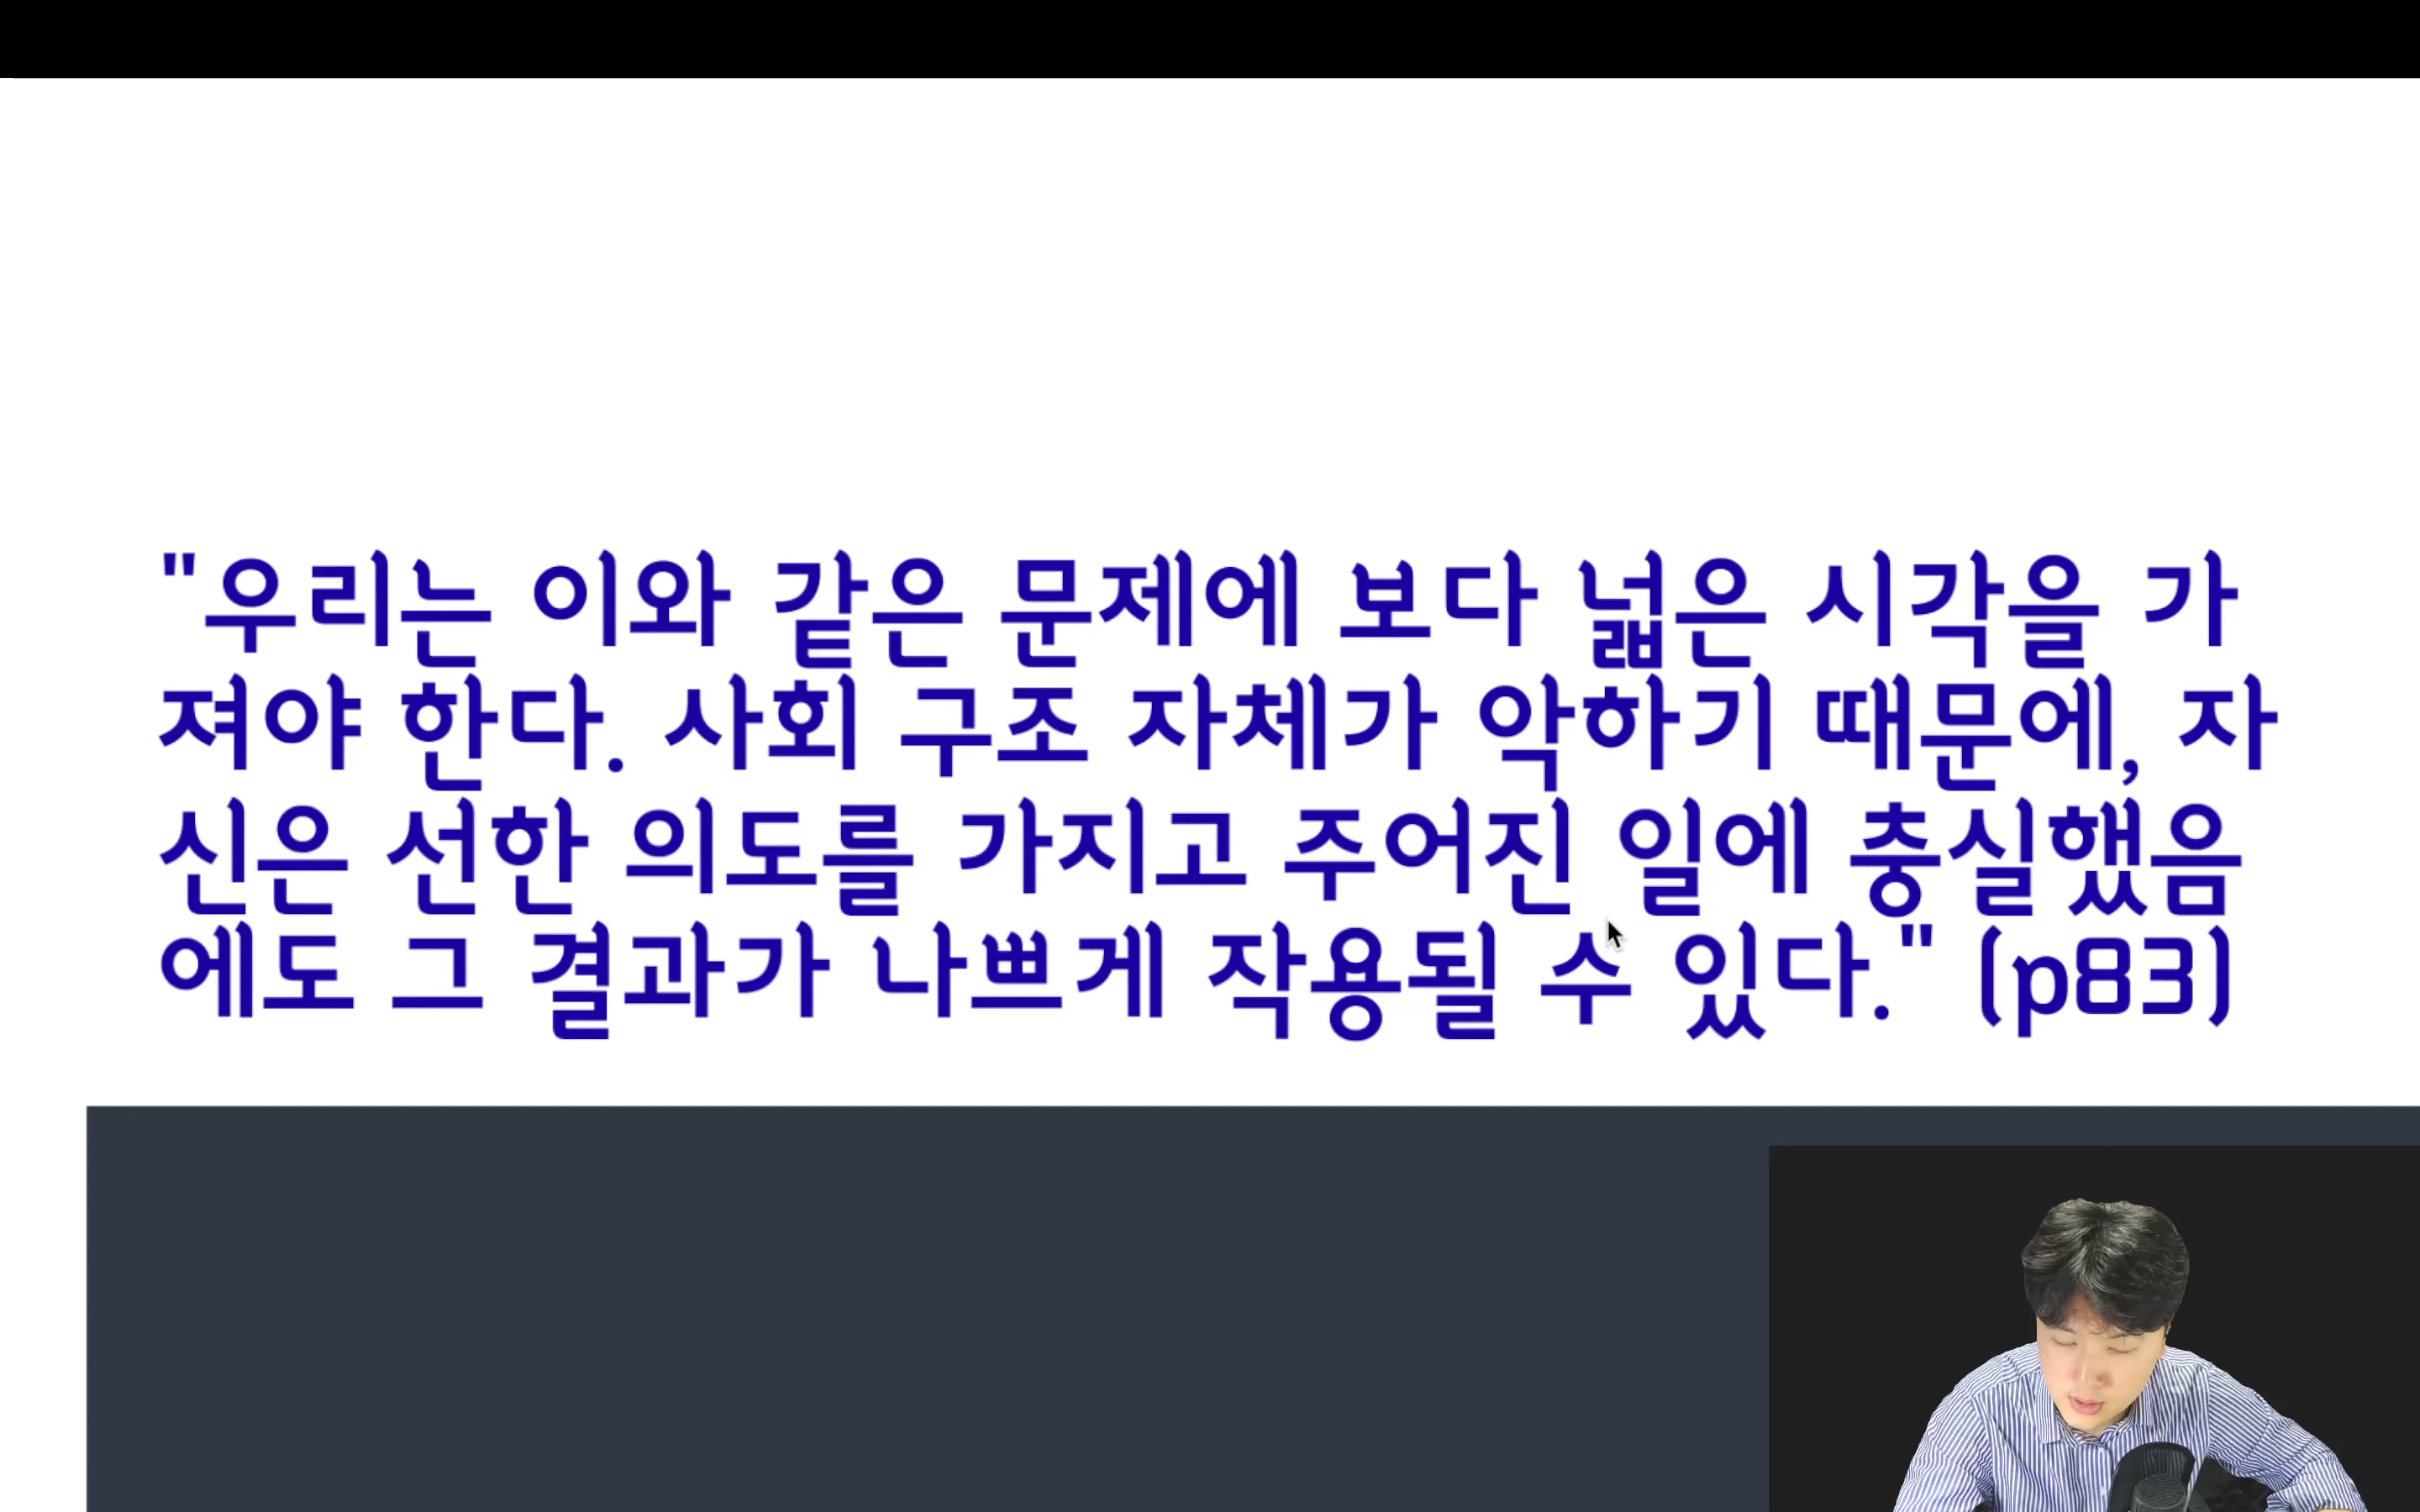 "우리는 이와 같은 문제에 보다 넓은 시각을 가
져야 한다. 사회 구조 자체가 악하기 때문에, 자
신은 선한 의도를 가지고 주어진 일에 충실했음
에도 그 결과가 나쁘게 작용될 수 있다." (p83)